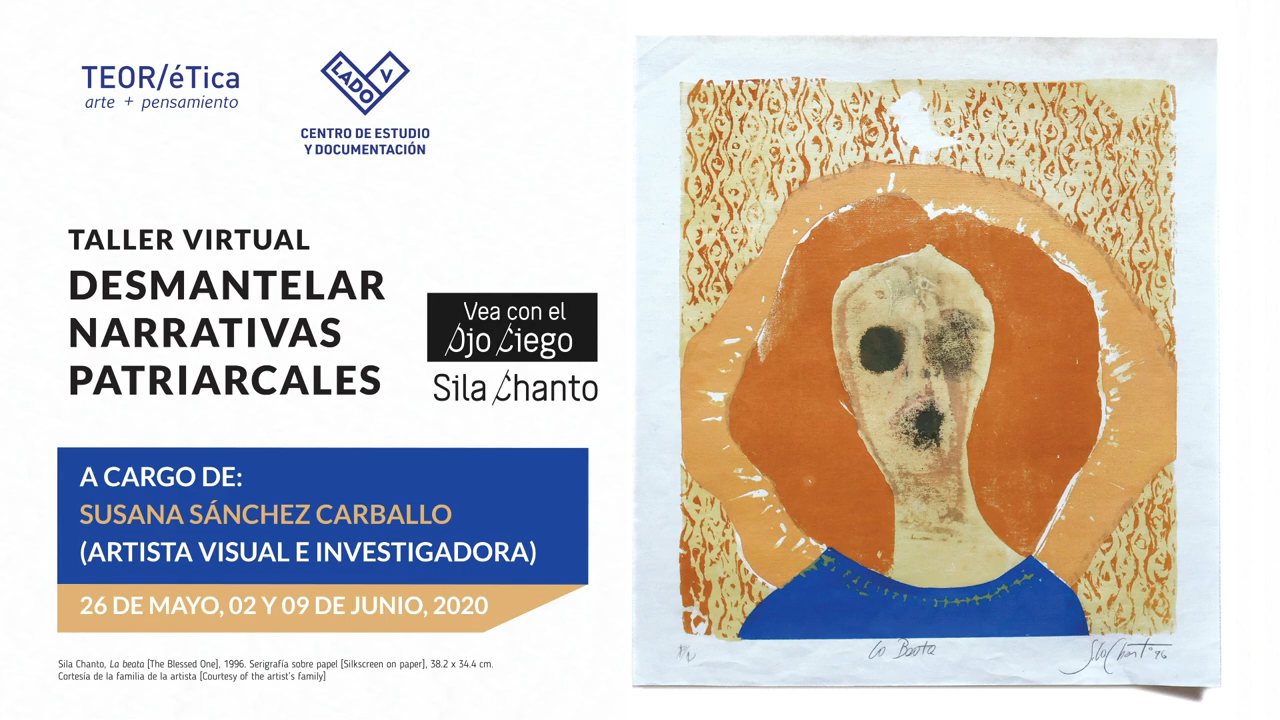 TEOR/éTica
arte + pensamiento
LADO V
CENTRO DE ESTUDIO
Y DOCUMENTACIÓN
TALLER VIRTUAL
DESMANTELAR
NARRATIVAS
PATRIARCALES
Vea con el
Ojo Ciego
Sila Chanto
A CARGO DE:
SUSANA SÁNCHEZ CARBALLO
(ARTISTA VISUAL E INVESTIGADORA)
26 DE MAYO, 02 Y 09 DE JUNIO, 2020
Sila Chanto, La beata [The Blessed One], 1996. Serigrafía sobre papel [Silkscreen on paper], 38.2 x 34.4 cm.
Cortesía de la familia de la artista [Courtesy of the artist's family]
La Beata
Sila Chanto 96